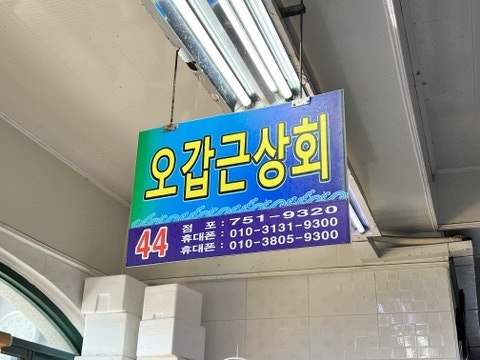 오갑근상회
44
점 포 : 751-9320
휴대폰 : 010-3131-9300
휴대폰 : 010-3805-9300